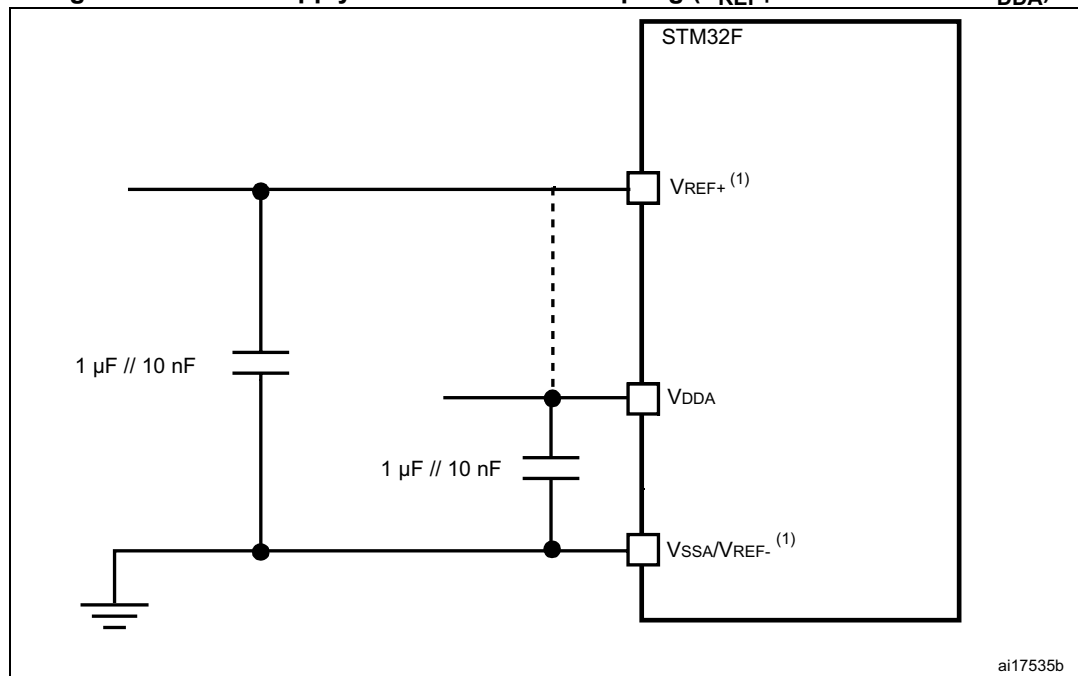 STM32F
VREF+ (1)
1 µF // 10 nF
VDDA
1 µF // 10 nF
VSSA/VREF- (1)
ai17535b